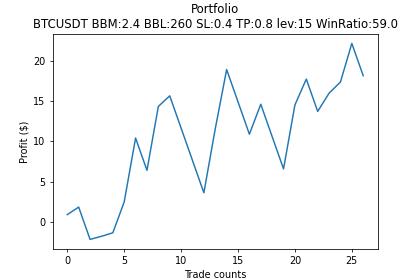 Portfolio
BTCUSDT BBM:2.4 BBL:260 SL:0.4 TP:0.8 lev:15 WinRatio:59.0
20
15
10
5
0
Profit ($)
0 5 10 15 20 25
Trade counts